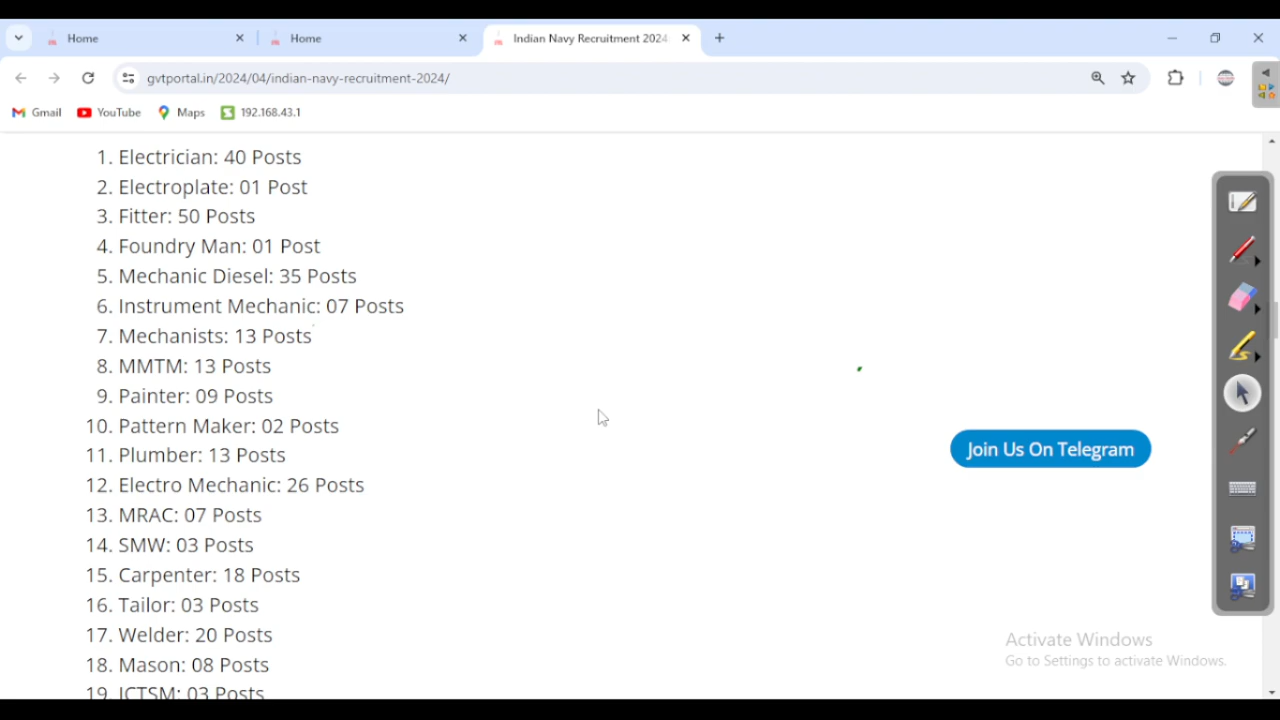 Home
Home
Indian Navy Recruitment 2024
gvtportal.in/2024/04/indian-navy-recruitment-2024/
Gmail
YouTube
Maps
192.168.43.1
1. Electrician: 40 Posts
2. Electroplate: 01 Post
3. Fitter: 50 Posts
4. Foundry Man: 01 Post
5. Mechanic Diesel: 35 Posts
6. Instrument Mechanic: 07 Posts
7. Mechanists: 13 Posts
8. MMTM: 13 Posts
9. Painter: 09 Posts
10. Pattern Maker: 02 Posts
11. Plumber: 13 Posts
Join Us On Telegram
12. Electro Mechanic: 26 Posts
13. MRAC: 07 Posts
14. SMW: 03 Posts
15. Carpenter: 18 Posts
16. Tailor: 03 Posts
17. Welder: 20 Posts
18. Mason: 08 Posts
19. ICTSM: 03 Posts
Activate Windows
Go to Settings to activate Windows.